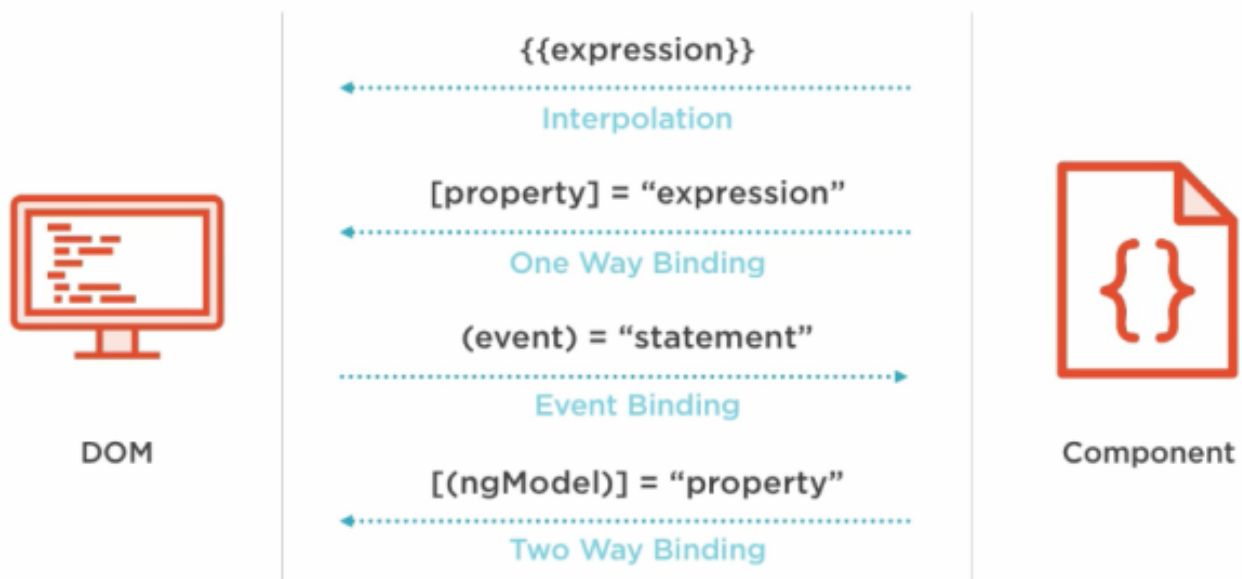 {{expression}}
Interpolation
[property] = “expression”
One Way Binding
(event) = “statement”
Event Binding
DOM
Component
[(ngModel)] = “property”
Two Way Binding